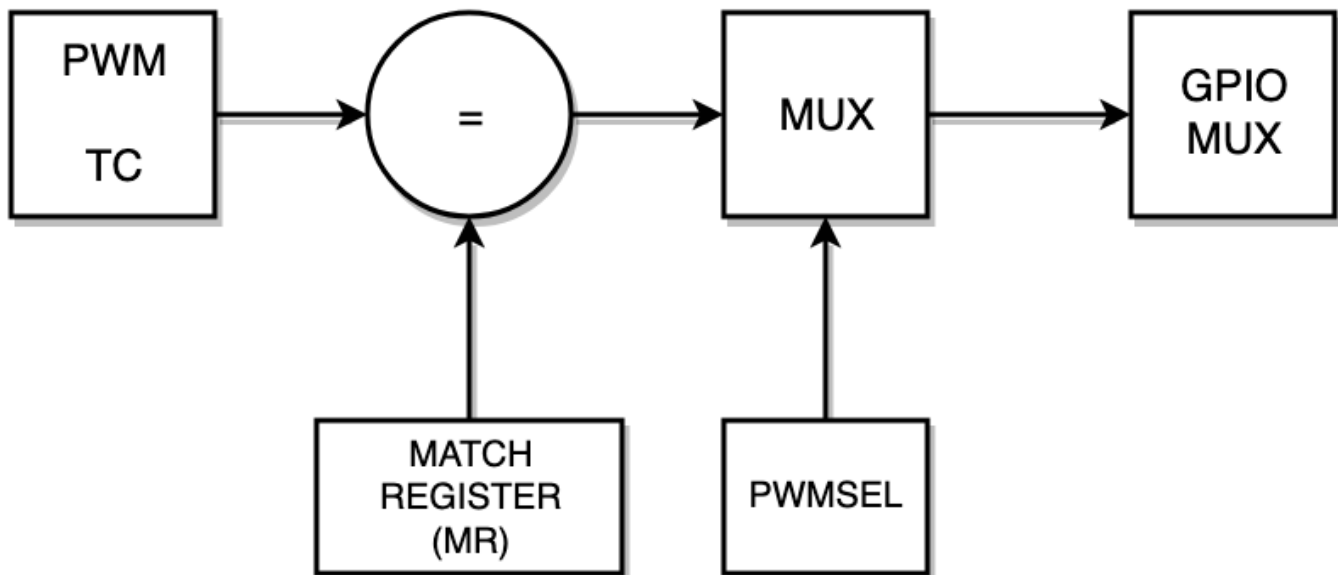 PWM
TC
=
MUX
GPIO
MUX
MATCH
REGISTER
(MR)
PWMSEL